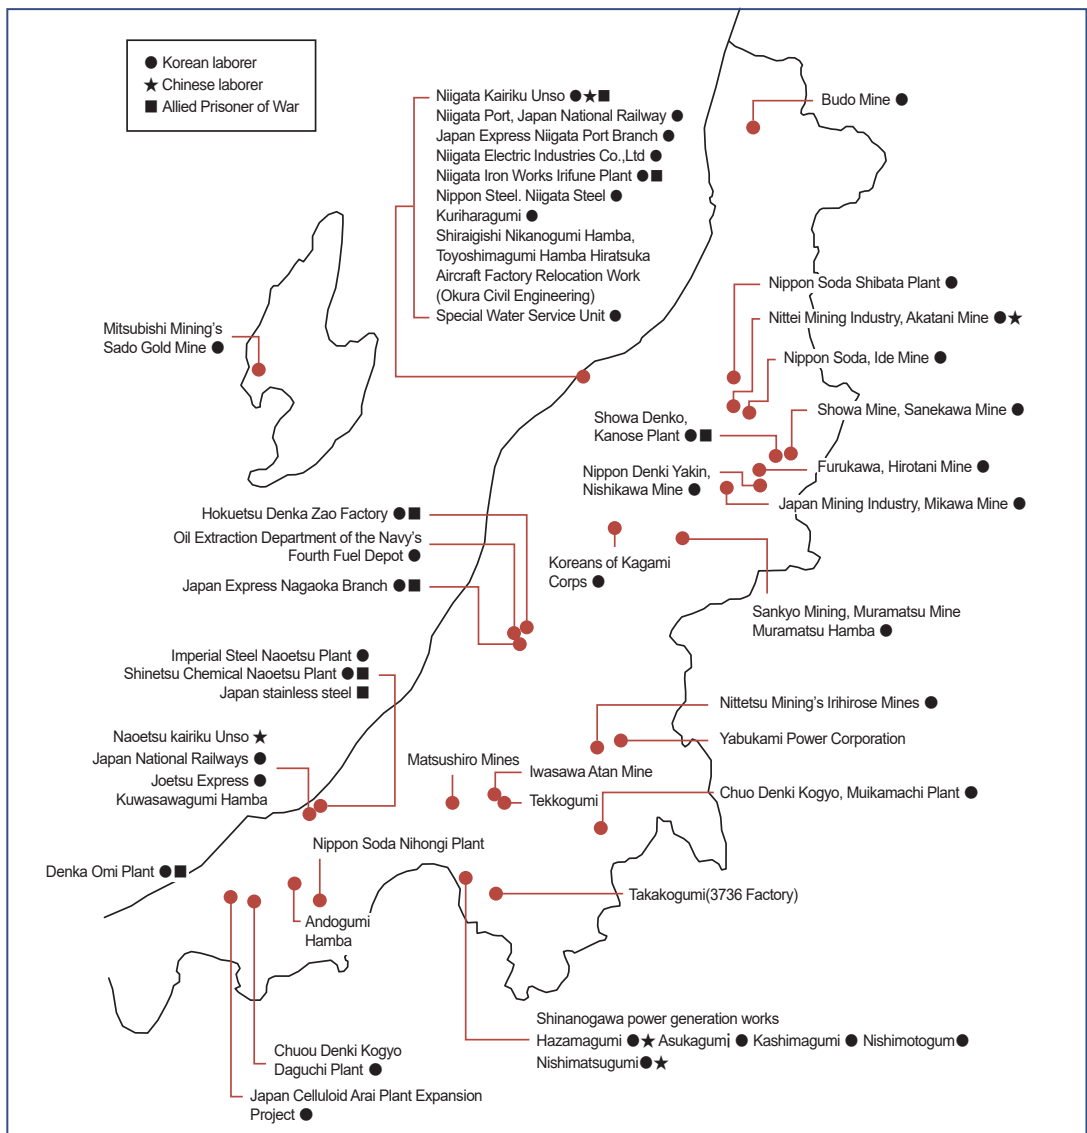 ● Korean laborer
★ Chinese laborer
■ Allied Prisoner of War
Niigata Kairiku Unso ●★■
Niigata Port, Japan National Railway ●
Japan Express Niigata Port Branch ●
Niigata Electric Industries Co.,Ltd ●
Niigata Iron Works Irifune Plant ●■
Nippon Steel. Niigata Steel ●
Kuriharagumi ●
Shiraigishi Nikanogumi Hamba,
Toyoshimagumi Hamba Hiratsuka
Aircraft Factory Relocation Work
(Okura Civil Engineering)
Special Water Service Unit ●
Budo Mine ●
Mitsubishi Mining's
Sado Gold Mine ●
Nippon Soda Shibata Plant ●
Nittei Mining Industry, Akatani Mine ●★
Nippon Soda, Ide Mine ●
Showa Mine, Sanekawa Mine ●
Showa Denko,
Kanose Plant ●■
Furukawa, Hirotani Mine ●
Nippon Denki Yakin,
Nishikawa Mine ●
Japan Mining Industry, Mikawa Mine ●
Hokuetsu Denka Zao Factory ●■
Oil Extraction Department of the Navy's
Fourth Fuel Depot ●
Japan Express Nagaoka Branch ●■
Koreans of Kagami
Corps ●
Sankyo Mining, Muramatsu Mine
Muramatsu Hamba ●
Imperial Steel Naoetsu Plant ●
Shinetsu Chemical Naoetsu Plant ●■
Japan stainless steel ■
Naoetsu kairiku Unso ★
Japan National Railways ●
Joetsu Express ●
Kuwasawagumi Hamba
Nittetsu Mining's Irihirose Mines ●
Yabukami Power Corporation
Matsushiro Mines
Iwasawa Atan Mine
Tekkogumi
Chuo Denki Kogyo, Muikamachi Plant ●
Nippon Soda Nihongi Plant
Denka Omi Plant ●■
Takakogumi(3736 Factory)
Andogumi
Hamba
Shinanogawa power generation works
Hazamagumi ●★ Asukagumi ● Kashimagumi ● Nishimotogum●
Nishimatsugumi●★
Chuou Denki Kogyo
Daguchi Plant ●
Japan Celluloid Arai Plant Expansion
Project ●